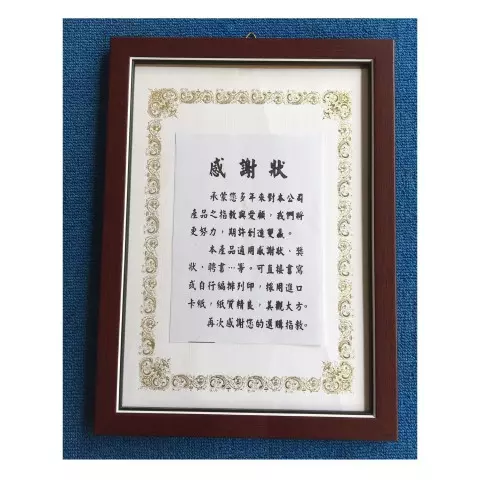 感謝狀
承蒙您多年來對本公司
產品之指教與愛顧，我們將
更努力，期許創造雙贏。
本產品適用感謝狀、獎
狀、聘書…等。可直接書寫
或自行編排列印，採用進口
卡紙，紙質精良，美觀大方。
再次感謝您的選購指教。